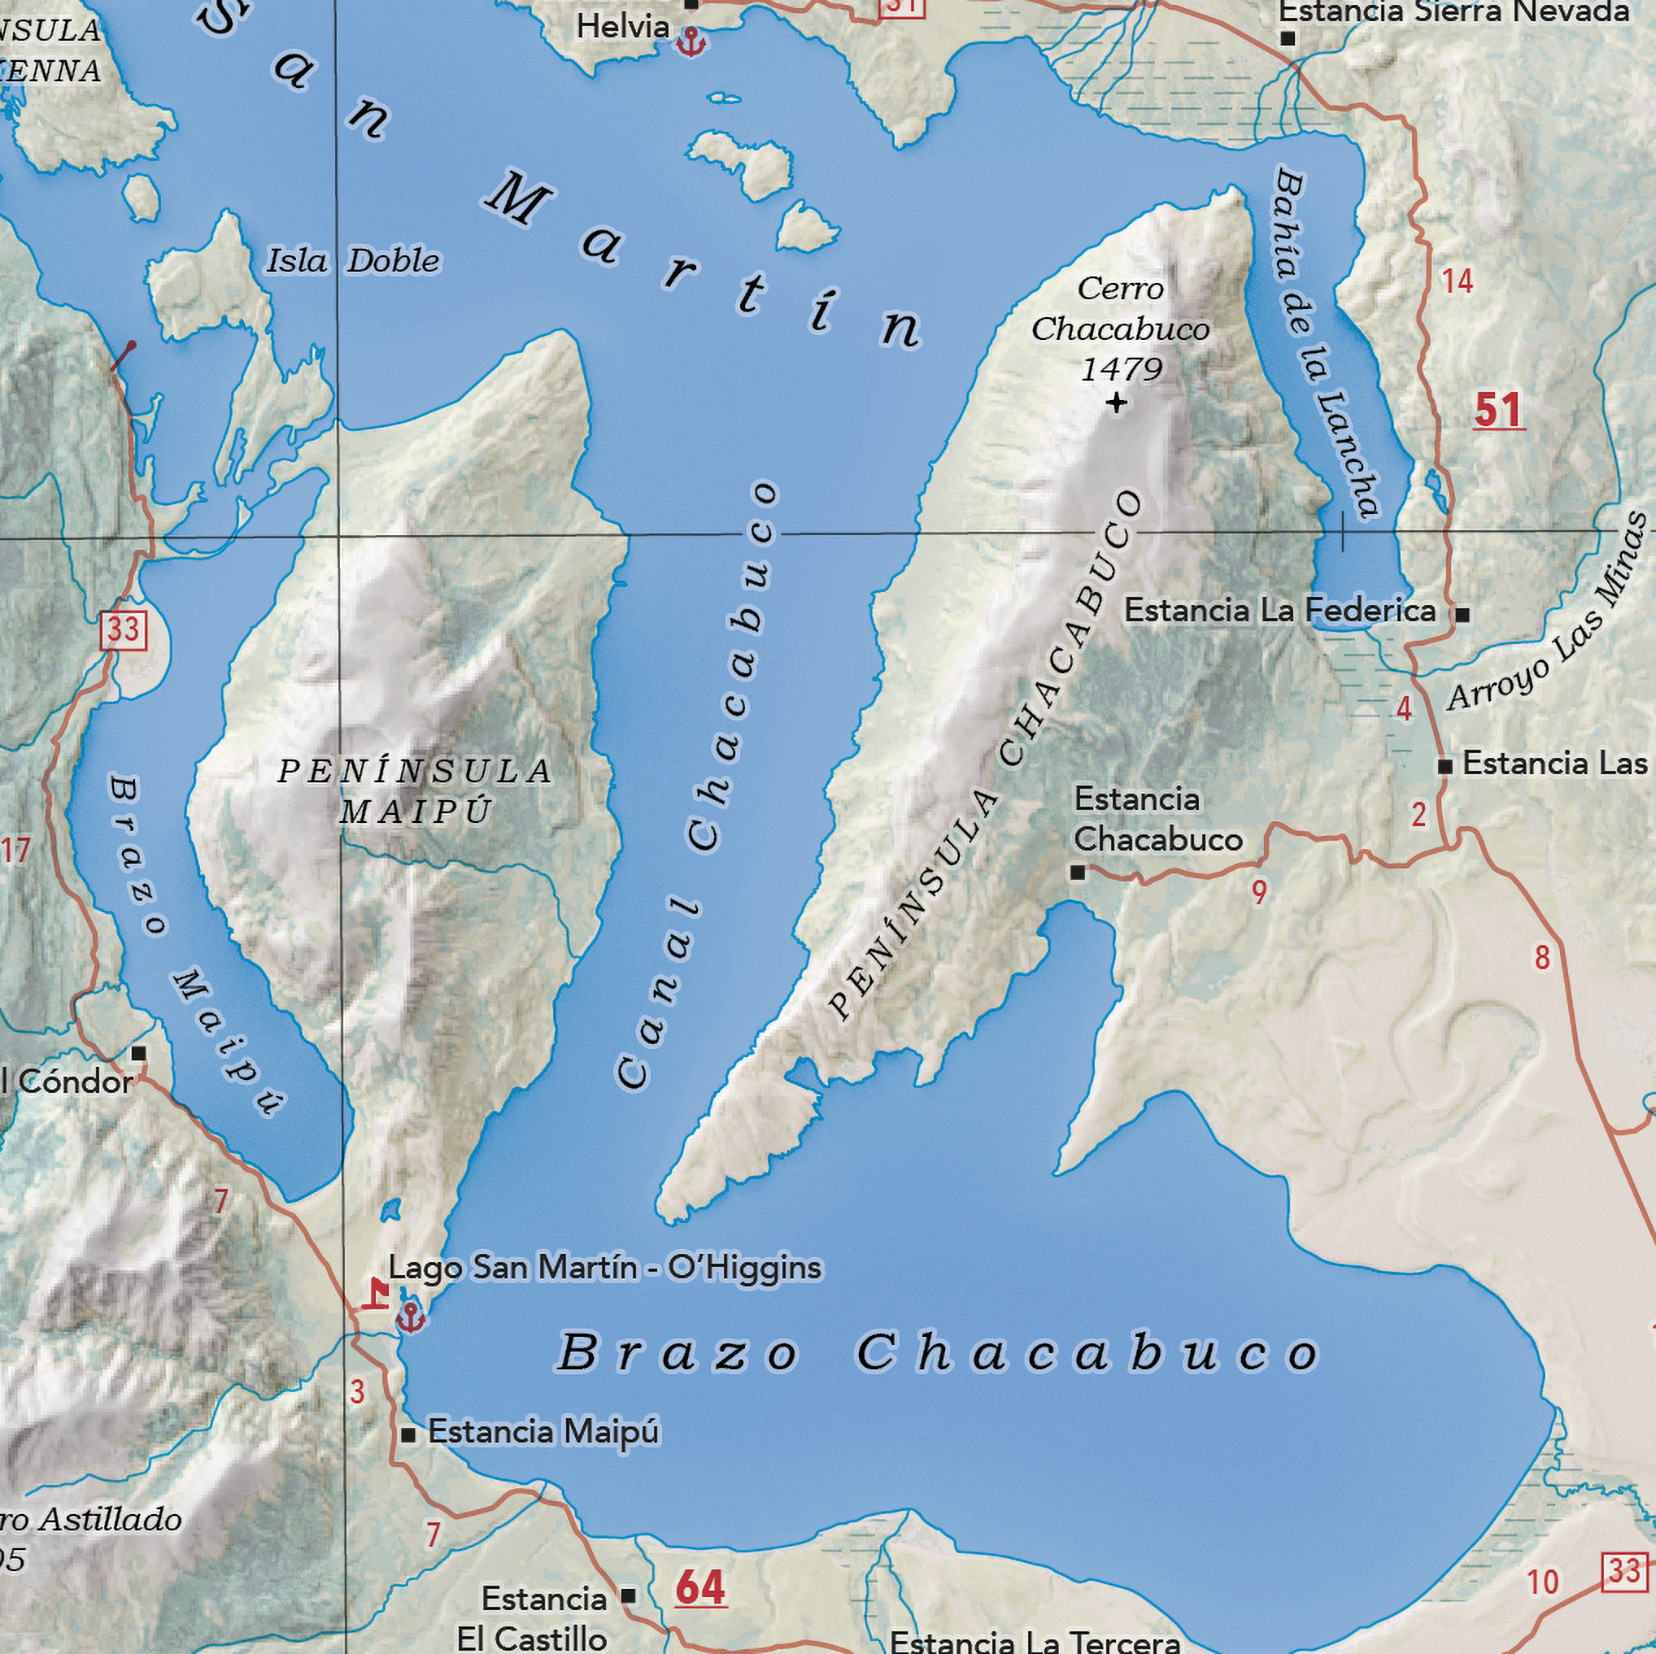 Helvia
31
Estancia Sierra Nevada
San
Martín
Isla Doble
Bahía de la Lancha
14
Cerro
Chacabuco
1479
51
Canal Chacabuco
PENÍNSULA CHACABUCO
Arroyo Las Minas
33
Estancia La Federica
4
Estancia Las
PENÍNSULA
MAIPÚ
Brazo Maipú
17
2
Estancia
Chacabuco
9
8
l Cóndor
7
Lago San Martín - O'Higgins
Brazo Chacabuco
3
Estancia Maipú
ro Astillado
7
64
10
33
Estancia
El Castillo
Estancia La Tercera